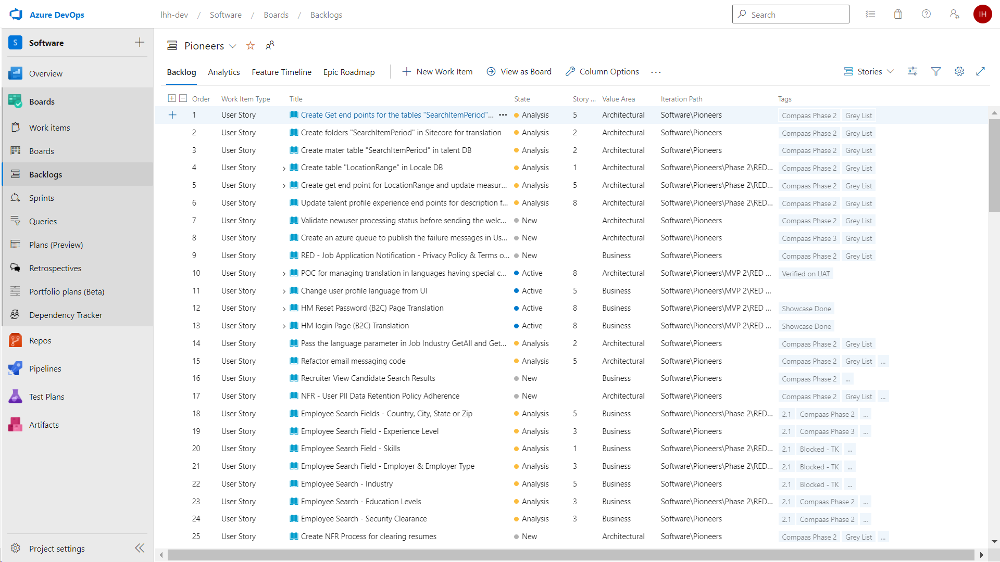 Azure DevOps
lhh-dev / Software / Boards / Backlogs
Search
IH
S Software
Overview
Boards
Work items
Boards
Backlogs
Sprints
Queries
Plans (Preview)
Retrospectives
Portfolio plans (Beta)
Dependency Tracker
Repos
Pipelines
Test Plans
Artifacts
Project settings
Pioneers
Backlog Analytics Feature Timeline Epic Roadmap New Work Item View as Board Column Options ... Stories
Order Work Item Type Title State Story ... Value Area Iteration Path Tags
1 User Story Create Get end points for the tables "SearchItemPeriod"... ... Analysis 5 Architectural Software\Pioneers Compaas Phase 2 Grey List
2 User Story Create folders "SearchItemPeriod" in Sitecore for translation Analysis 2 Architectural Software\Pioneers Compaas Phase 2 Grey List
3 User Story Create mater table "SearchItemPeriod" in talent DB Analysis 2 Architectural Software\Pioneers Compaas Phase 2 Grey List
4 User Story Create table "LocationRange" in Locale DB Analysis 1 Architectural Software\Pioneers\Phase 2\RED... Compaas Phase 2 Grey List
5 User Story Create get end point for LocationRange and update measur... Analysis 5 Architectural Software\Pioneers\Phase 2\RED... Compaas Phase 2 Grey List
6 User Story Update talent profile experience end points for description f... Analysis 8 Architectural Software\Pioneers\Phase 2\RED... Compaas Phase 2 Grey List
7 User Story Validate newuser processing status before sending the welc... New Architectural Software\Pioneers Compaas Phase 2 Grey List
8 User Story Create an azure queue to publish the failure messages in Us... New Architectural Software\Pioneers Compaas Phase 3 Grey List
9 User Story RED - Job Application Notification - Privacy Policy & Terms o... New Business Software\Pioneers Compaas Phase 2 Grey List
10 User Story POC for managing translation in languages having special c... Active 8 Architectural Software\Pioneers\MVP 2\RED ... Verified on UAT
11 User Story Change user profile language from UI Active 5 Business Software\Pioneers\MVP 2\RED ...
12 User Story HM Reset Password (B2C) Page Translation Active 8 Business Software\Pioneers\MVP 2\RED ... Showcase Done
13 User Story HM login Page (B2C) Translation Active 8 Business Software\Pioneers\MVP 2\RED ... Showcase Done
14 User Story Pass the language parameter in Job Industry GetAll and Get... Analysis 2 Architectural Software\Pioneers Compaas Phase 2 Grey List
15 User Story Refactor email messaging code Analysis 5 Architectural Software\Pioneers Compaas Phase 2 Grey List ...
16 User Story Recruiter View Candidate Search Results New Business Software\Pioneers Compaas Phase 2 ...
17 User Story NFR - User PII Data Retention Policy Adherence New Architectural Software\Pioneers Compaas Phase 2 Grey List ...
18 User Story Employee Search Fields - Country, City, State or Zip Analysis 5 Business Software\Pioneers\Phase 2\RED... 2.1 Compaas Phase 2 ...
19 User Story Employee Search Field - Experience Level Analysis 3 Business Software\Pioneers 2.1 Compaas Phase 3 ...
20 User Story Employee Search Field - Skills Analysis 1 Business Software\Pioneers\Phase 2\RED... 2.1 Blocked - TK ...
21 User Story Employee Search Field - Employer & Employer Type Analysis 3 Business Software\Pioneers\Phase 2\RED... 2.1 Blocked - TK ...
22 User Story Employee Search - Industry Analysis 5 Business Software\Pioneers 2.1 Blocked - TK ...
23 User Story Employee Search - Education Levels Analysis 3 Business Software\Pioneers\Phase 2\RED... 2.1 Compaas Phase 2 ...
24 User Story Employee Search - Security Clearance Analysis 3 Business Software\Pioneers 2.1 Compaas Phase 2 ...
25 User Story Create NFR Process for clearing resumes New Architectural Software\Pioneers Compaas Phase 2 Grey List ...